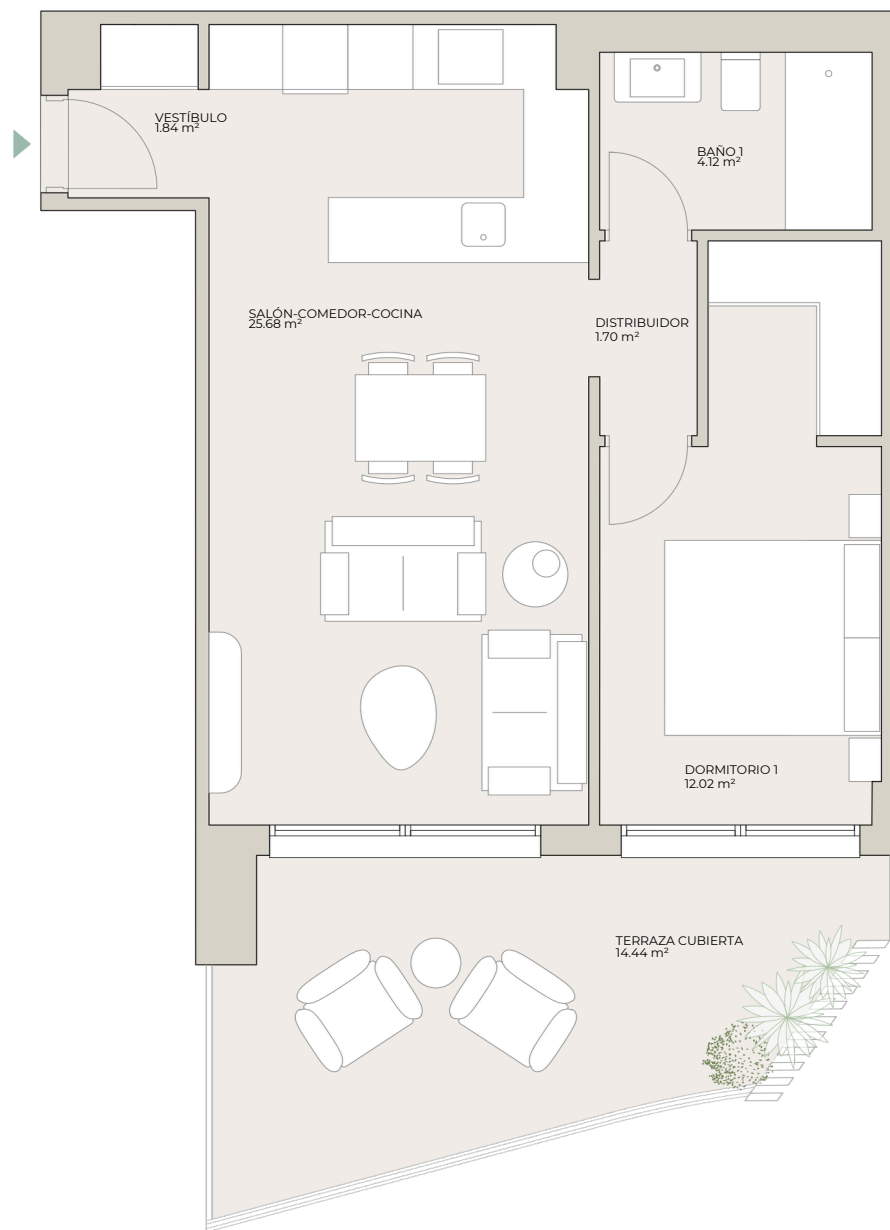 VESTÍBULO
1.84 m²
BAÑO 1
4.12 m²
SALÓN-COMEDOR-COCINA
25.68 m²
DISTRIBUIDOR
1.70 m²
DORMITORIO 1
12.02 m²
TERRAZA CUBIERTA
14.44 m²